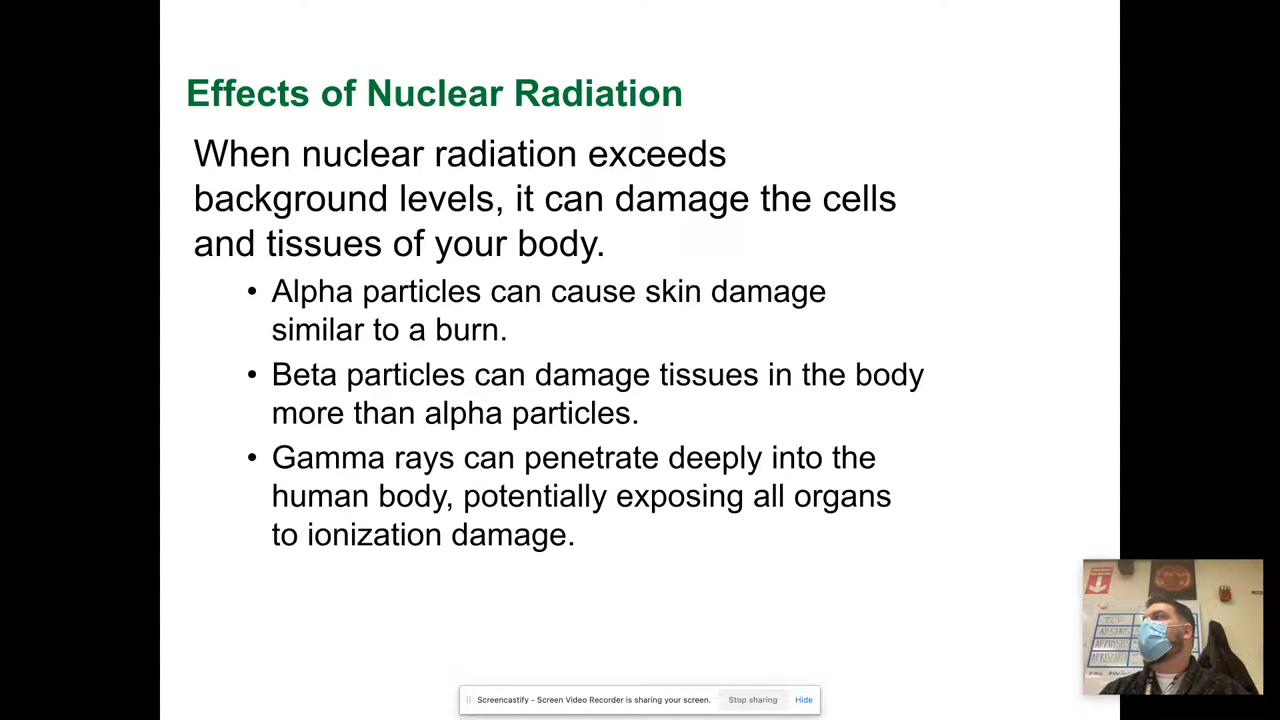 Effects of Nuclear Radiation
When nuclear radiation exceeds
background levels, it can damage the cells
and tissues of your body.
• Alpha particles can cause skin damage
similar to a burn.
• Beta particles can damage tissues in the body
more than alpha particles.
• Gamma rays can penetrate deeply into the
human body, potentially exposing all organs
to ionization damage.
Screencastify - Screen Video Recorder is sharing your screen. Stop sharing Hide